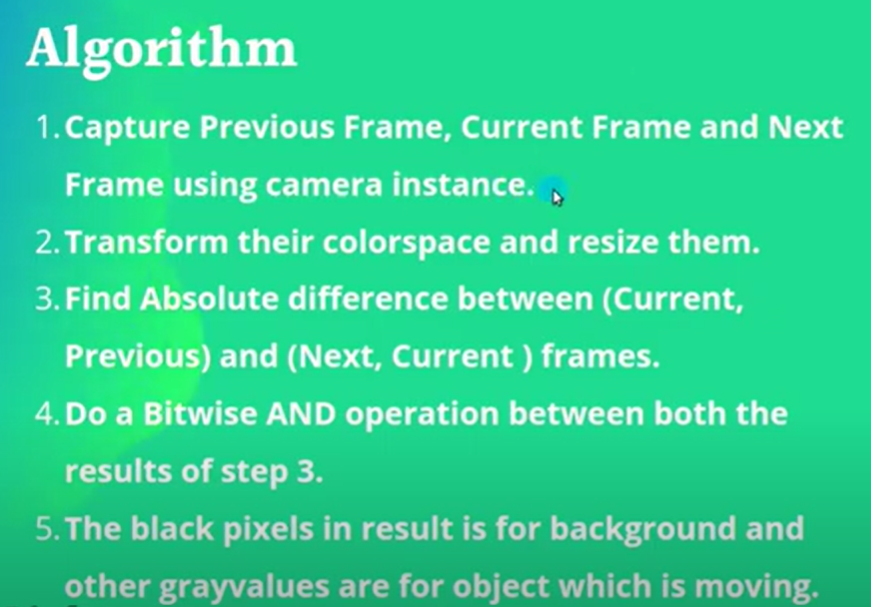 Algorithm
1. Capture Previous Frame, Current Frame and Next
Frame using camera instance.
2. Transform their colorspace and resize them.
3. Find Absolute difference between (Current,
Previous) and (Next, Current ) frames.
4. Do a Bitwise AND operation between both the
results of step 3.
5. The black pixels in result is for background and
other grayvalues are for object which is moving.